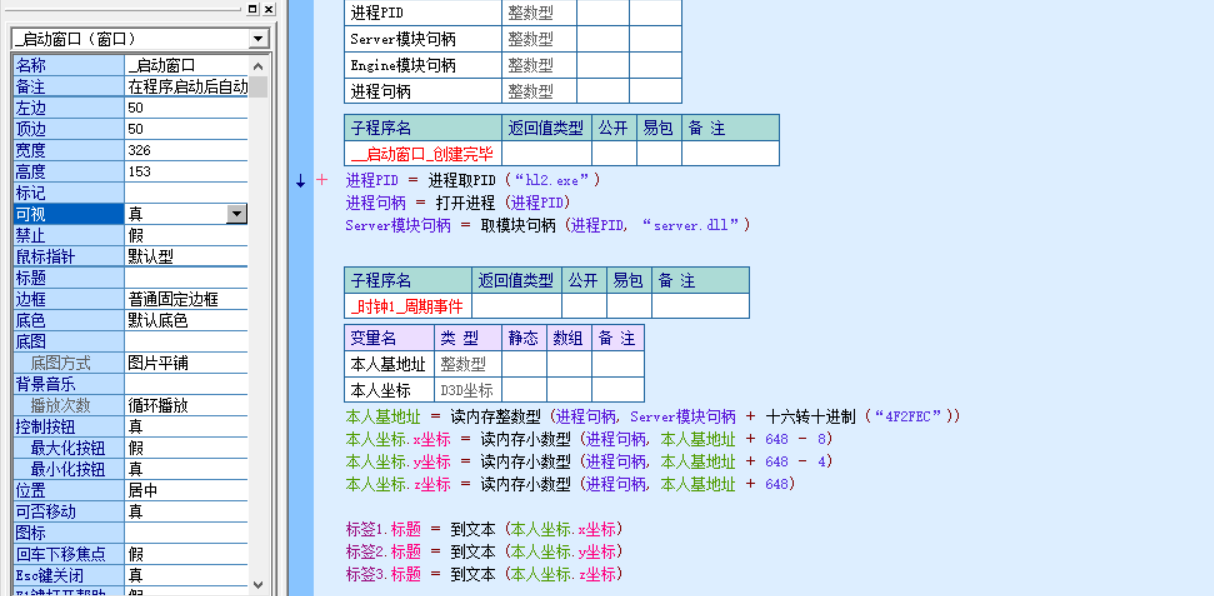 _启动窗口（窗口）
名称 _启动窗口
备注 在程序启动后自动
左边 50
顶边 50
宽度 326
高度 153
标记
可视 真
禁止 假
鼠标指针 默认型
标题
边框 普通固定边框
底色 默认底色
底图
底图方式 图片平铺
背景音乐
播放次数 循环播放
控制按钮 真
最大化按钮 假
最小化按钮 真
位置 居中
可否移动 真
图标
回车下移焦点 假
Esc键关闭 真
F1键打开帮助 假
进程PID 整数型
Server模块句柄 整数型
Engine模块句柄 整数型
进程句柄 整数型
子程序名 返回值类型 公开 易包 备 注
__启动窗口_创建完毕
进程PID = 进程取PID (“hl2.exe”)
进程句柄 = 打开进程 (进程PID)
Server模块句柄 = 取模块句柄 (进程PID, “server.dll”)
子程序名 返回值类型 公开 易包 备 注
_时钟1_周期事件
变量名 类 型 静态 数组 备 注
本人基地址 整数型
本人坐标 D3D坐标
本人基地址 = 读内存整数型 (进程句柄, Server模块句柄 + 十六转十进制 (“4F2FEC”))
本人坐标.x坐标 = 读内存小数型 (进程句柄, 本人基地址 + 648 - 8)
本人坐标.y坐标 = 读内存小数型 (进程句柄, 本人基地址 + 648 - 4)
本人坐标.z坐标 = 读内存小数型 (进程句柄, 本人基地址 + 648)
标签1.标题 = 到文本 (本人坐标.x坐标)
标签2.标题 = 到文本 (本人坐标.y坐标)
标签3.标题 = 到文本 (本人坐标.z坐标)